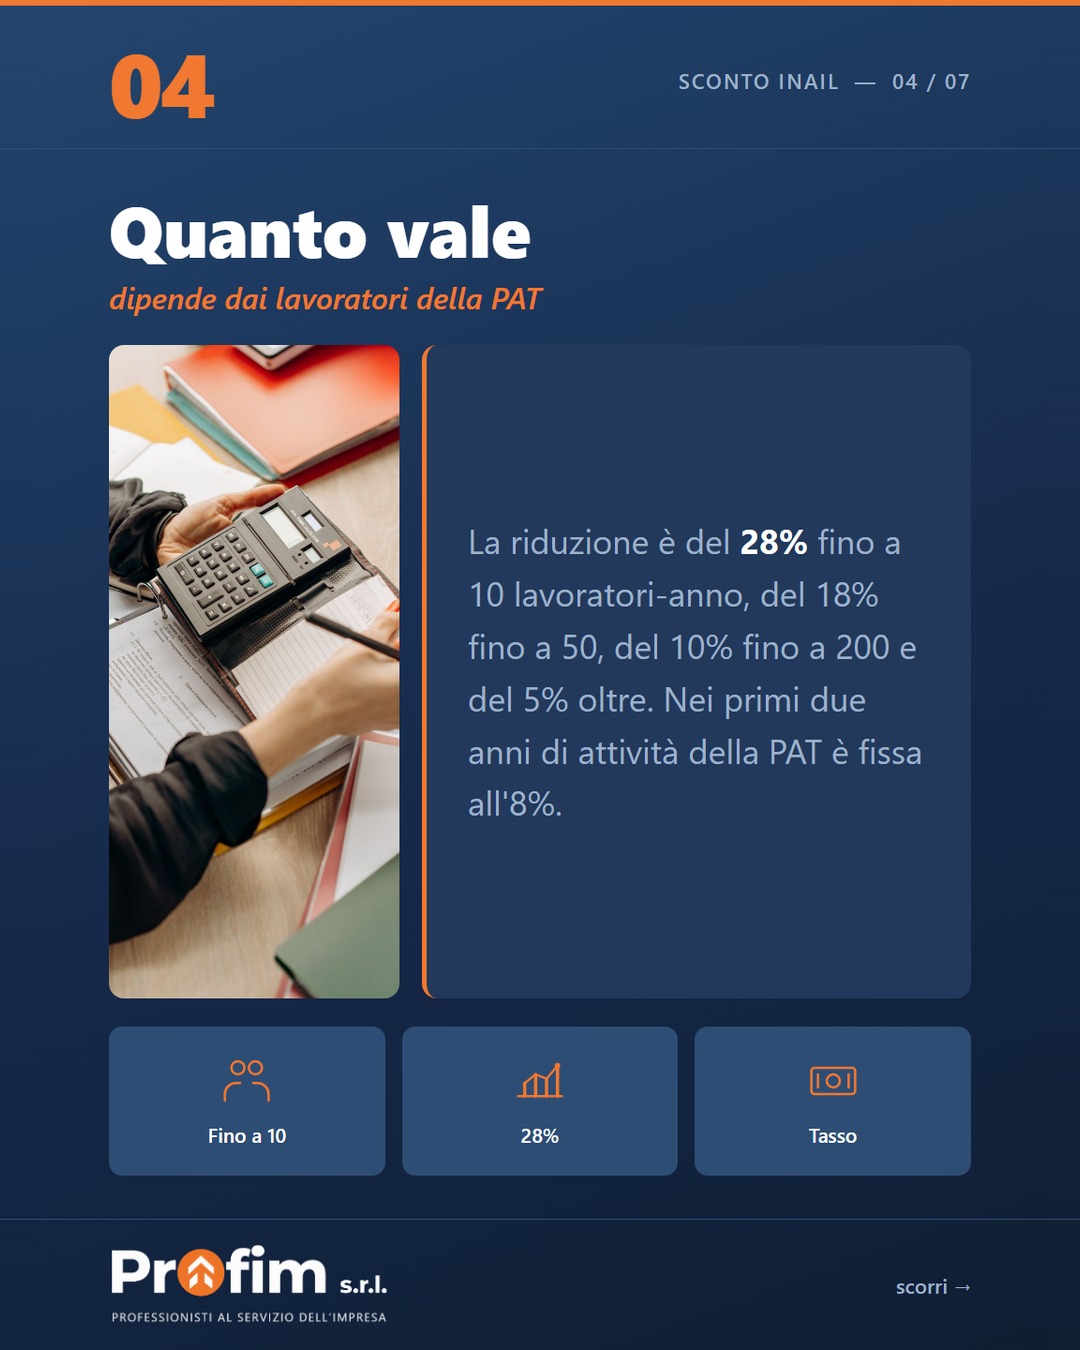 04
SCONTO INAIL — 04 / 07
Quanto vale
dipende dai lavoratori della PAT
La riduzione è del 28% fino a
10 lavoratori-anno, del 18%
fino a 50, del 10% fino a 200 e
del 5% oltre. Nei primi due
anni di attività della PAT è fissa
all'8%.
Fino a 10
28%
Tasso
Profim s.r.l.
PROFESSIONISTI AL SERVIZIO DELL'IMPRESA
scorri →